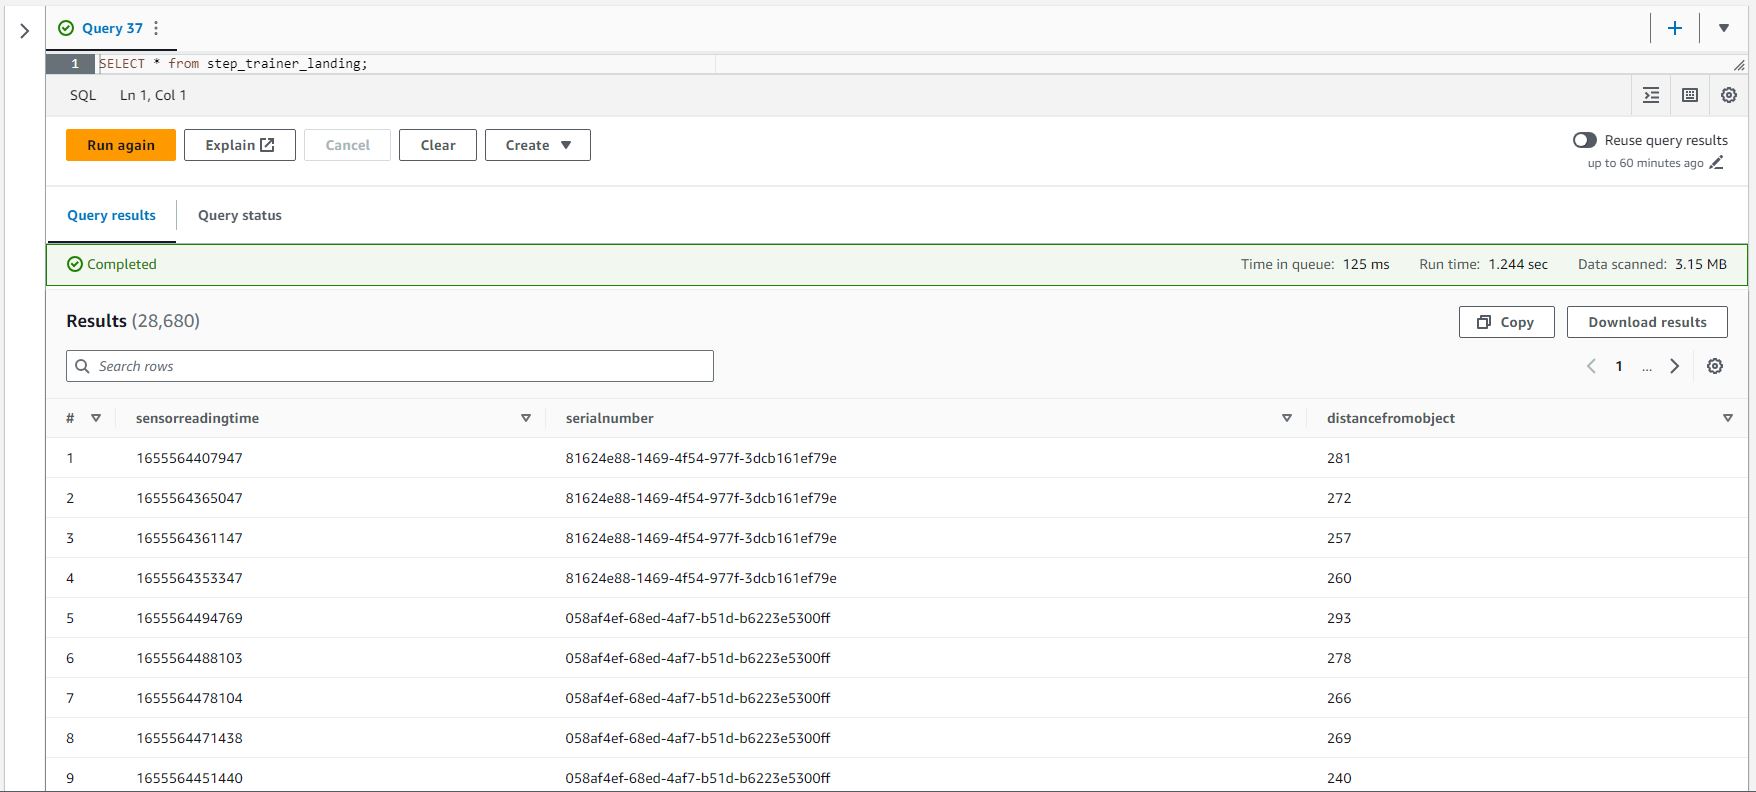 Query 37
1 SELECT * from step_trainer_landing;
SQL Ln 1, Col 1
Run again Explain Cancel Clear Create
Reuse query results
up to 60 minutes ago
Query results Query status
Completed Time in queue: 125 ms Run time: 1.244 sec Data scanned: 3.15 MB
Results (28,680) Copy Download results
Search rows 1 ...
# sensorreadingtime serialnumber distancefromobject
1 1655564407947 81624e88-1469-4f54-977f-3dcb161ef79e 281
2 1655564365047 81624e88-1469-4f54-977f-3dcb161ef79e 272
3 1655564361147 81624e88-1469-4f54-977f-3dcb161ef79e 257
4 1655564353347 81624e88-1469-4f54-977f-3dcb161ef79e 260
5 1655564494769 058af4ef-68ed-4af7-b51d-b6223e5300ff 293
6 1655564488103 058af4ef-68ed-4af7-b51d-b6223e5300ff 278
7 1655564478104 058af4ef-68ed-4af7-b51d-b6223e5300ff 266
8 1655564471438 058af4ef-68ed-4af7-b51d-b6223e5300ff 269
9 1655564451440 058af4ef-68ed-4af7-b51d-b6223e5300ff 240